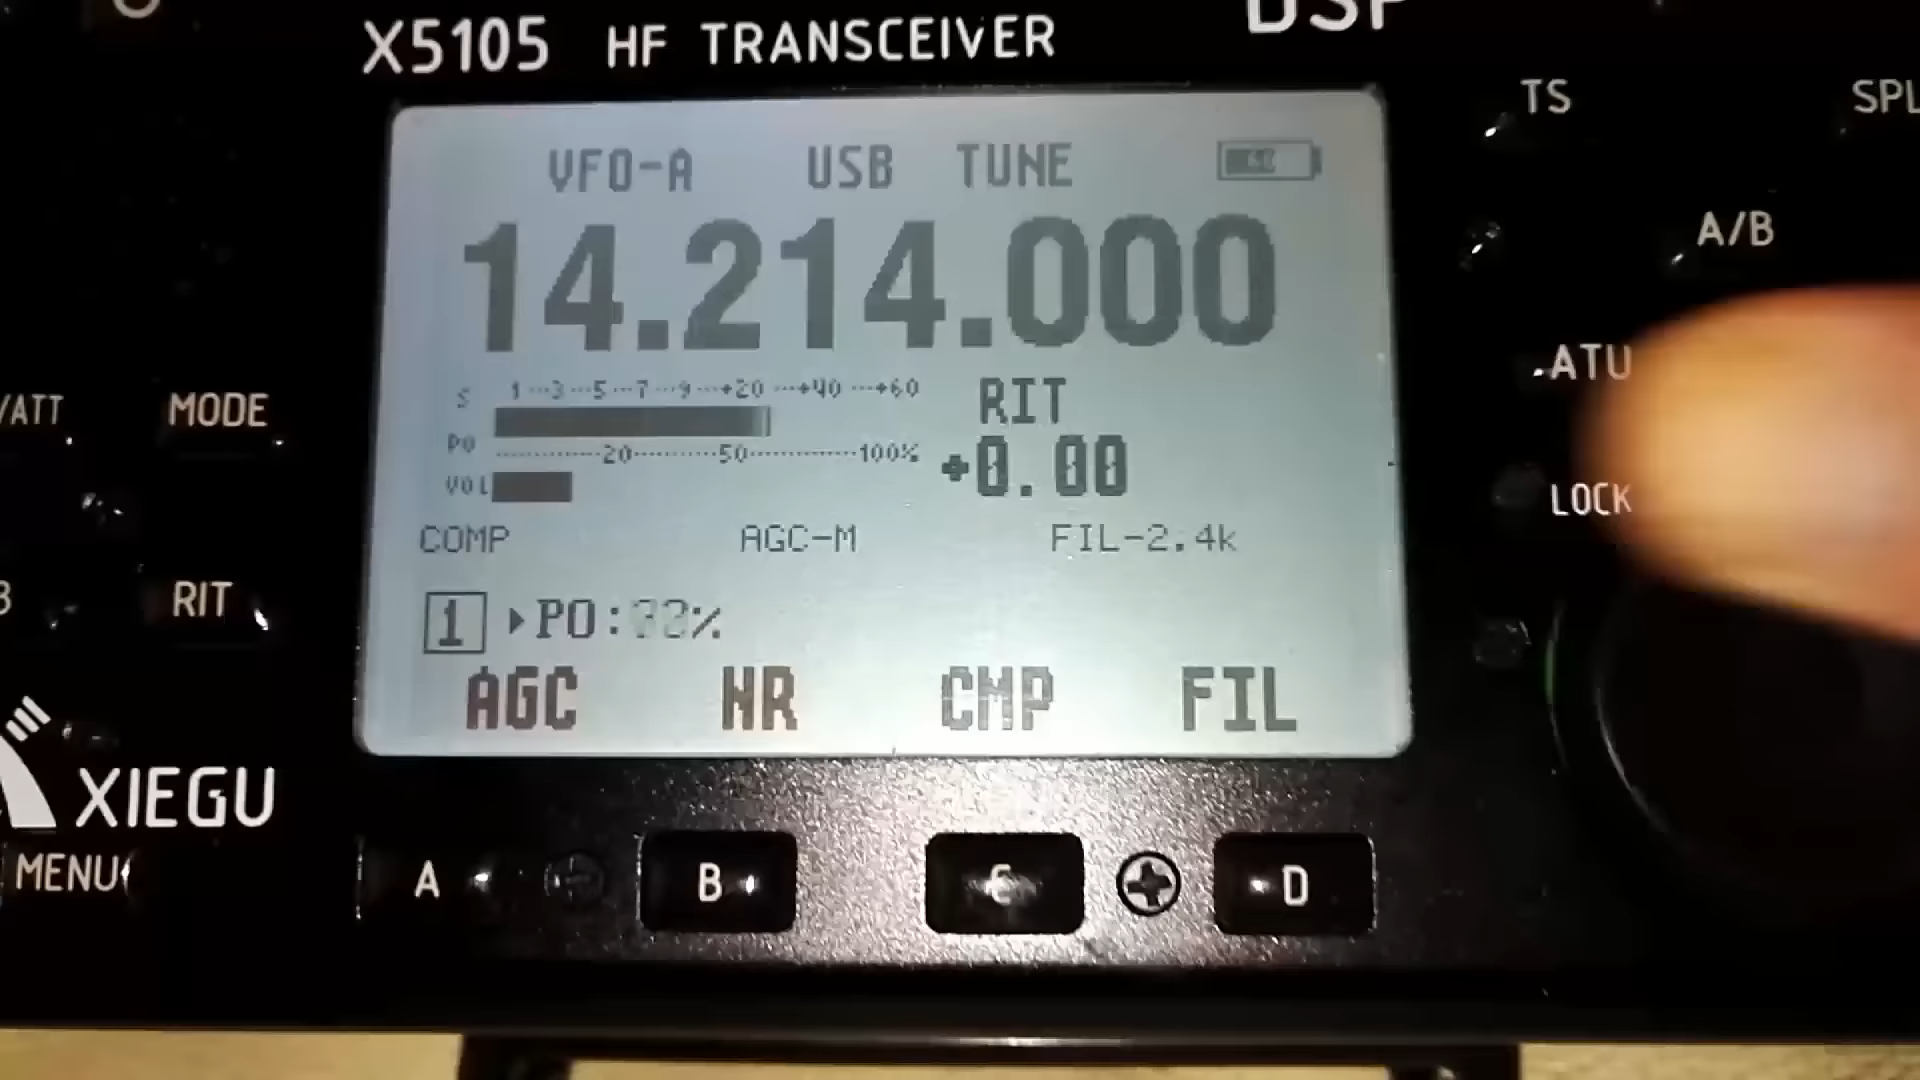 DSP
X5105 HF TRANSCEIVER
TS
SPL
VFO-A USB TUNE
A/B
14.214.000
ATU
S 1 3 5 7 9 +20 +40 +60
RIT
/ATT
MODE
PO 20 50 100%
+0.00
VOL
LOCK
COMP AGC-M FIL-2.4k
B
RIT
1 PO: %
AGC NR CMP FIL
XIEGU
MENU
A B C D